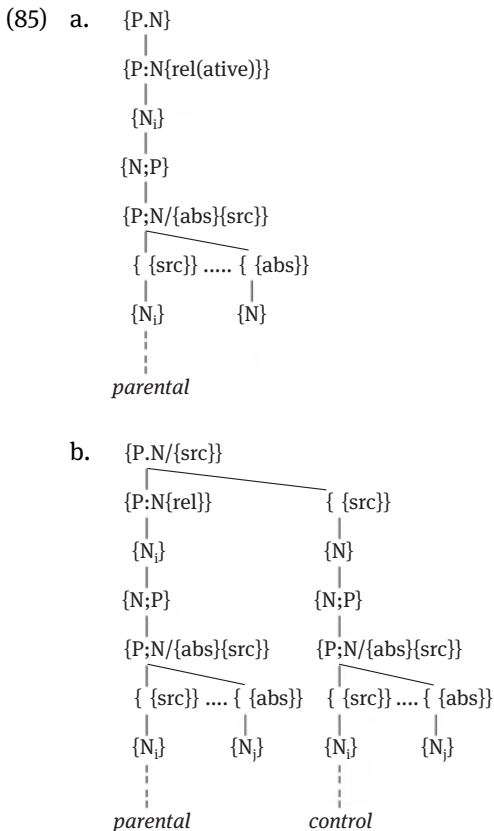 (85) a. {P.N}
{P:N{rel(ative)}}
{Nᵢ}
{N;P}
{P;N/{abs}{src}}
{ {src}} ..... { {abs}}
{Nᵢ} {N}
parental
b. {P.N/{src}}
{P:N{rel}} { {src}}
{Nᵢ} {N}
{N;P} {N;P}
{P;N/{abs}{src}} {P;N/{abs}{src}}
{ {src}} .... { {abs}} { {src}} .... { {abs}}
{Nᵢ} {Nⱼ} {Nᵢ} {Nⱼ}
parental control